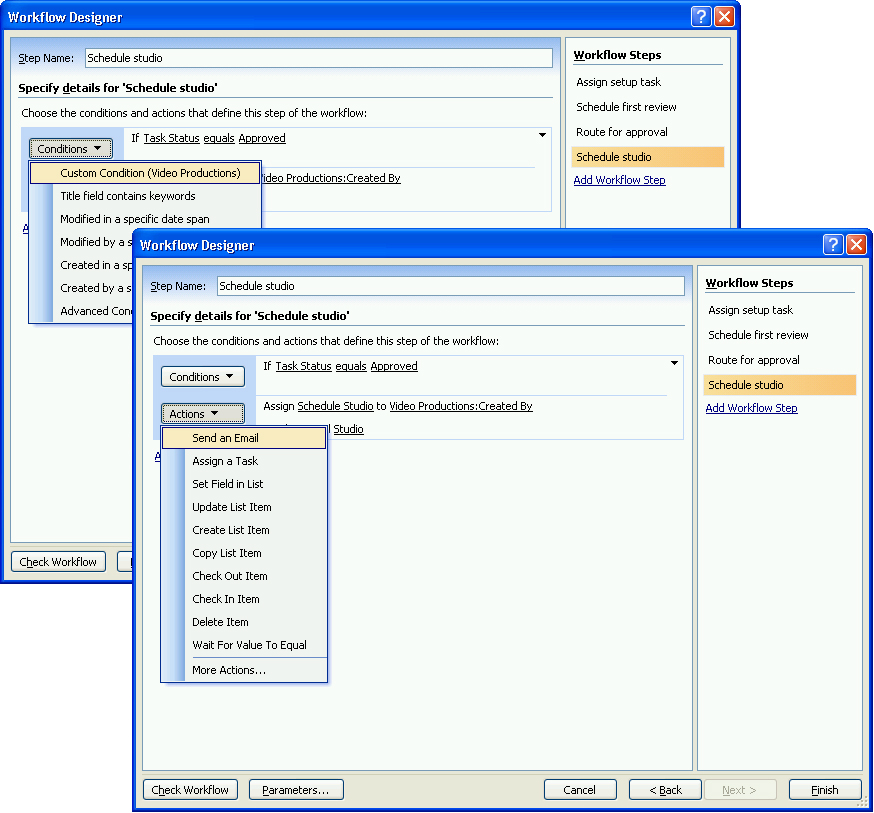 Workflow Designer
Step Name: Schedule studio
Specify details for 'Schedule studio'
Choose the conditions and actions that define this step of the workflow:
Conditions
If Task Status equals Approved
Video Productions:Created By
Custom Condition (Video Productions)
Title field contains keywords
Modified in a specific date span
Modified by a s
Created in a sp
Created by a s
Advanced Con
Check Workflow
Workflow Steps
Assign setup task
Schedule first review
Route for approval
Schedule studio
Add Workflow Step
Workflow Designer
Step Name: Schedule studio
Specify details for 'Schedule studio'
Choose the conditions and actions that define this step of the workflow:
Conditions
If Task Status equals Approved
Actions
Assign Schedule Studio to Video Productions:Created By
Studio
Send an Email
Assign a Task
Set Field in List
Update List Item
Create List Item
Copy List Item
Check Out Item
Check In Item
Delete Item
Wait For Value To Equal
More Actions...
Workflow Steps
Assign setup task
Schedule first review
Route for approval
Schedule studio
Add Workflow Step
Check Workflow
Parameters...
Cancel
< Back
Next >
Finish